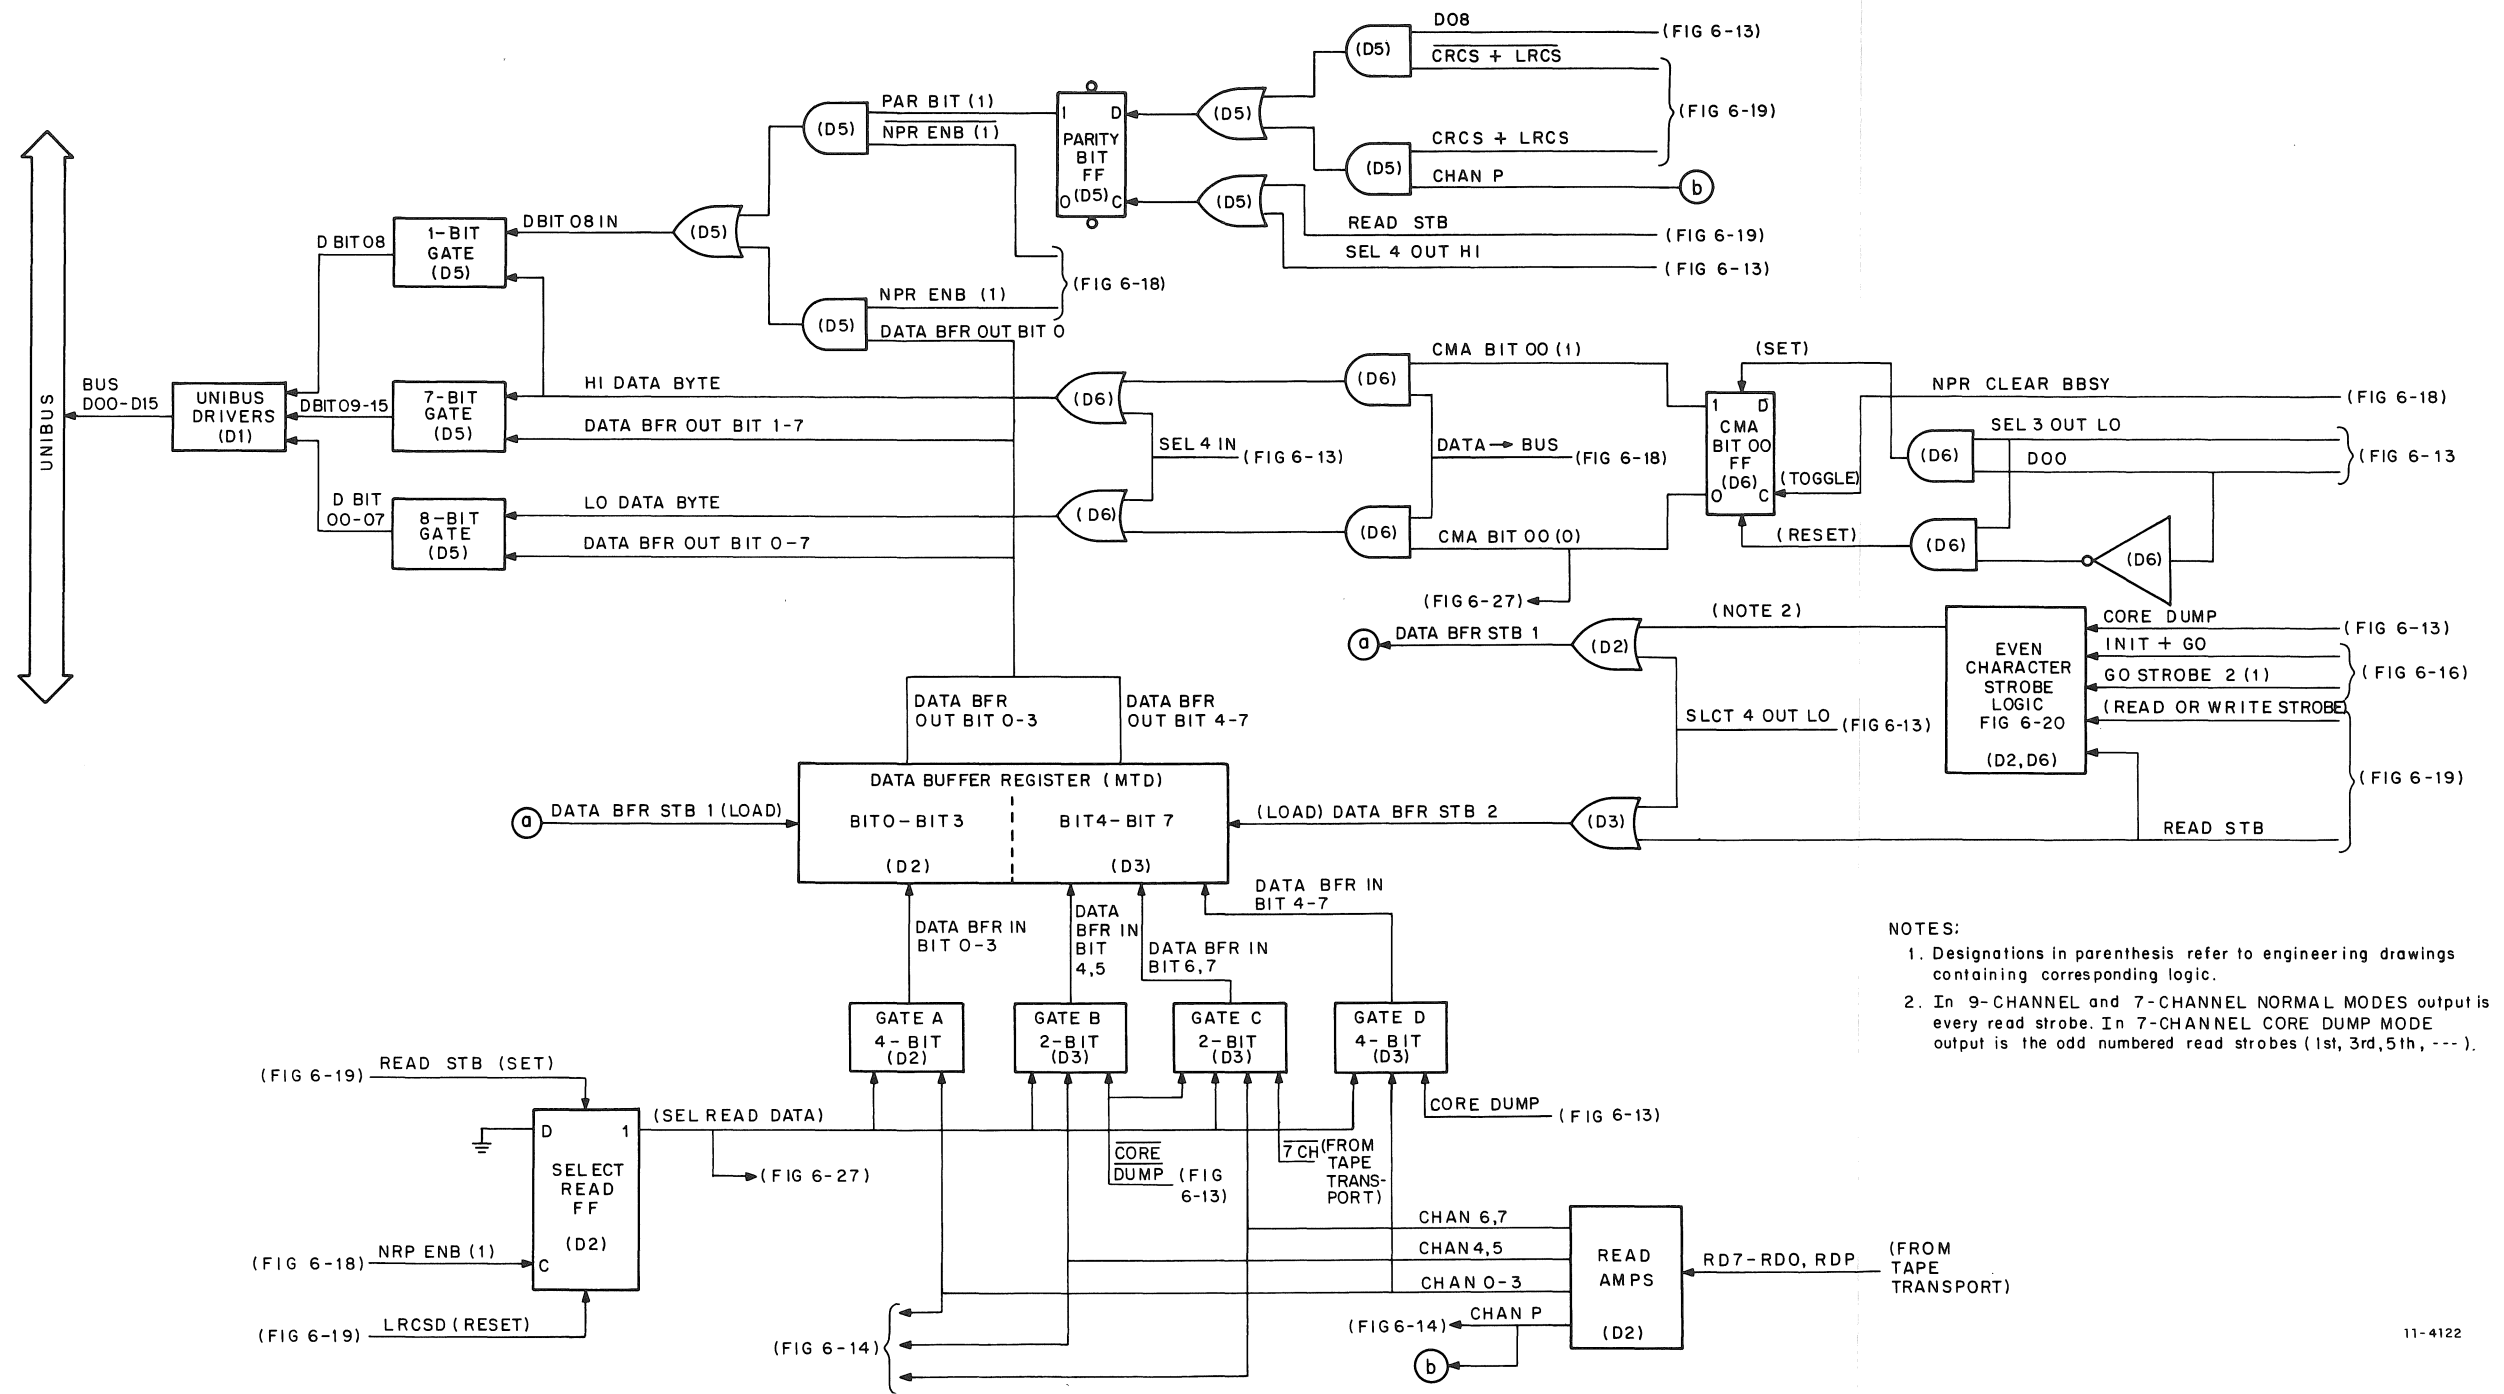 DO8
(FIG 6-13)
(D5)
CRCS + LRCS
PAR BIT (1)
(D5)
NPR ENB (1)
1 D
PARITY
BIT
FF
(D5)
O C
(D5)
(FIG 6-19)
CRCS + LRCS
(D5)
CHAN P
b
(D5)
READ STB
(FIG 6-19)
SEL 4 OUT HI
(FIG 6-13)
D BIT 08
1-BIT
GATE
(D5)
DBIT 08 IN
(D5)
(FIG 6-18)
NPR ENB (1)
(D5)
DATA BFR OUT BIT 0
UNIBUS
BUS
DOO-D15
UNIBUS
DRIVERS
(D1)
DBIT 09-15
7-BIT
GATE
(D5)
HI DATA BYTE
DATA BFR OUT BIT 1-7
(D6)
SEL 4 IN
(FIG 6-13)
D BIT
00-07
8-BIT
GATE
(D5)
LO DATA BYTE
DATA BFR OUT BIT 0-7
(D6)
CMA BIT 00 (1)
(D6)
DATA → BUS
(FIG 6-18)
(D6)
CMA BIT 00 (0)
(FIG 6-27)
(SET)
1 D
CMA
BIT 00
FF
(D6)
O C
(TOGGLE)
(RESET)
NPR CLEAR BBSY
(FIG 6-18)
SEL 3 OUT LO
(D6)
DOO
(FIG 6-13
(D6)
(D6)
(NOTE 2)
a
DATA BFR STB 1
(D2)
SLCT 4 OUT LO
(FIG 6-13)
EVEN
CHARACTER
STROBE
LOGIC
FIG 6-20
(D2, D6)
CORE DUMP
(FIG 6-13)
INIT + GO
GO STROBE 2 (1)
(FIG 6-16)
(READ OR WRITE STROBE)
(FIG 6-19)
READ STB
DATA BFR
OUT BIT 0-3
DATA BFR
OUT BIT 4-7
DATA BUFFER REGISTER (MTD)
a
DATA BFR STB 1 (LOAD)
BIT0-BIT3
BIT4-BIT7
(D2)
(D3)
(LOAD) DATA BFR STB 2
(D3)
DATA BFR IN
BIT 0-3
DATA
BFR IN
BIT
4,5
DATA BFR IN
BIT 6,7
DATA BFR IN
BIT 4-7
GATE A
4-BIT
(D2)
GATE B
2-BIT
(D3)
GATE C
2-BIT
(D3)
GATE D
4-BIT
(D3)
NOTES:
1. Designations in parenthesis refer to engineering drawings
containing corresponding logic.
2. In 9-CHANNEL and 7-CHANNEL NORMAL MODES output is
every read strobe. In 7-CHANNEL CORE DUMP MODE
output is the odd numbered read strobes (1st, 3rd, 5th, ---).
(FIG 6-19)
READ STB (SET)
(SEL READ DATA)
D 1
SELECT
READ
FF
(D2)
C
(FIG 6-27)
(FIG 6-18)
NRP ENB (1)
(FIG 6-19)
LRCSD (RESET)
CORE
DUMP
(FIG
6-13)
7 CH
(FROM
TAPE
TRANS-
PORT)
CORE DUMP
(FIG 6-13)
CHAN 6,7
CHAN 4,5
CHAN 0-3
CHAN P
(FIG 6-14)
b
(FIG 6-14)
READ
AMPS
(D2)
RD7-RDO, RDP
(FROM
TAPE
TRANSPORT)
11-4122